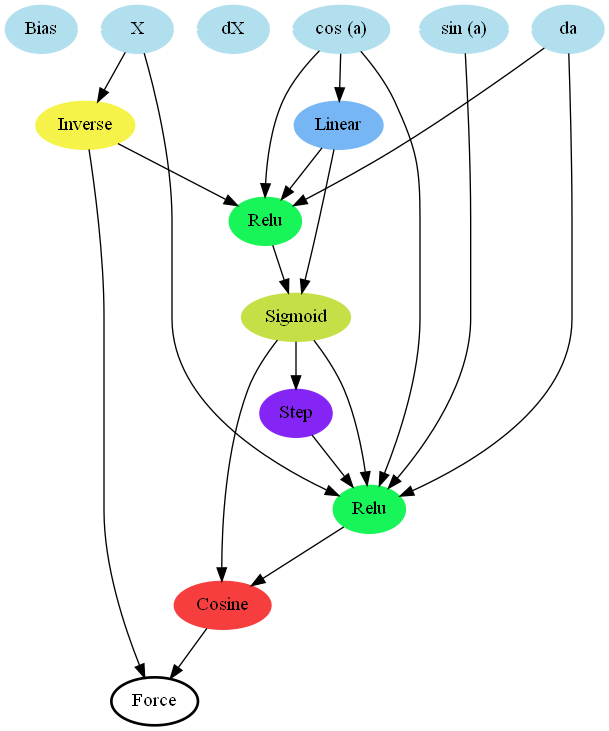 Bias
X
dX
cos (a)
sin (a)
da
Inverse
Linear
Relu
Sigmoid
Step
Relu
Cosine
Force